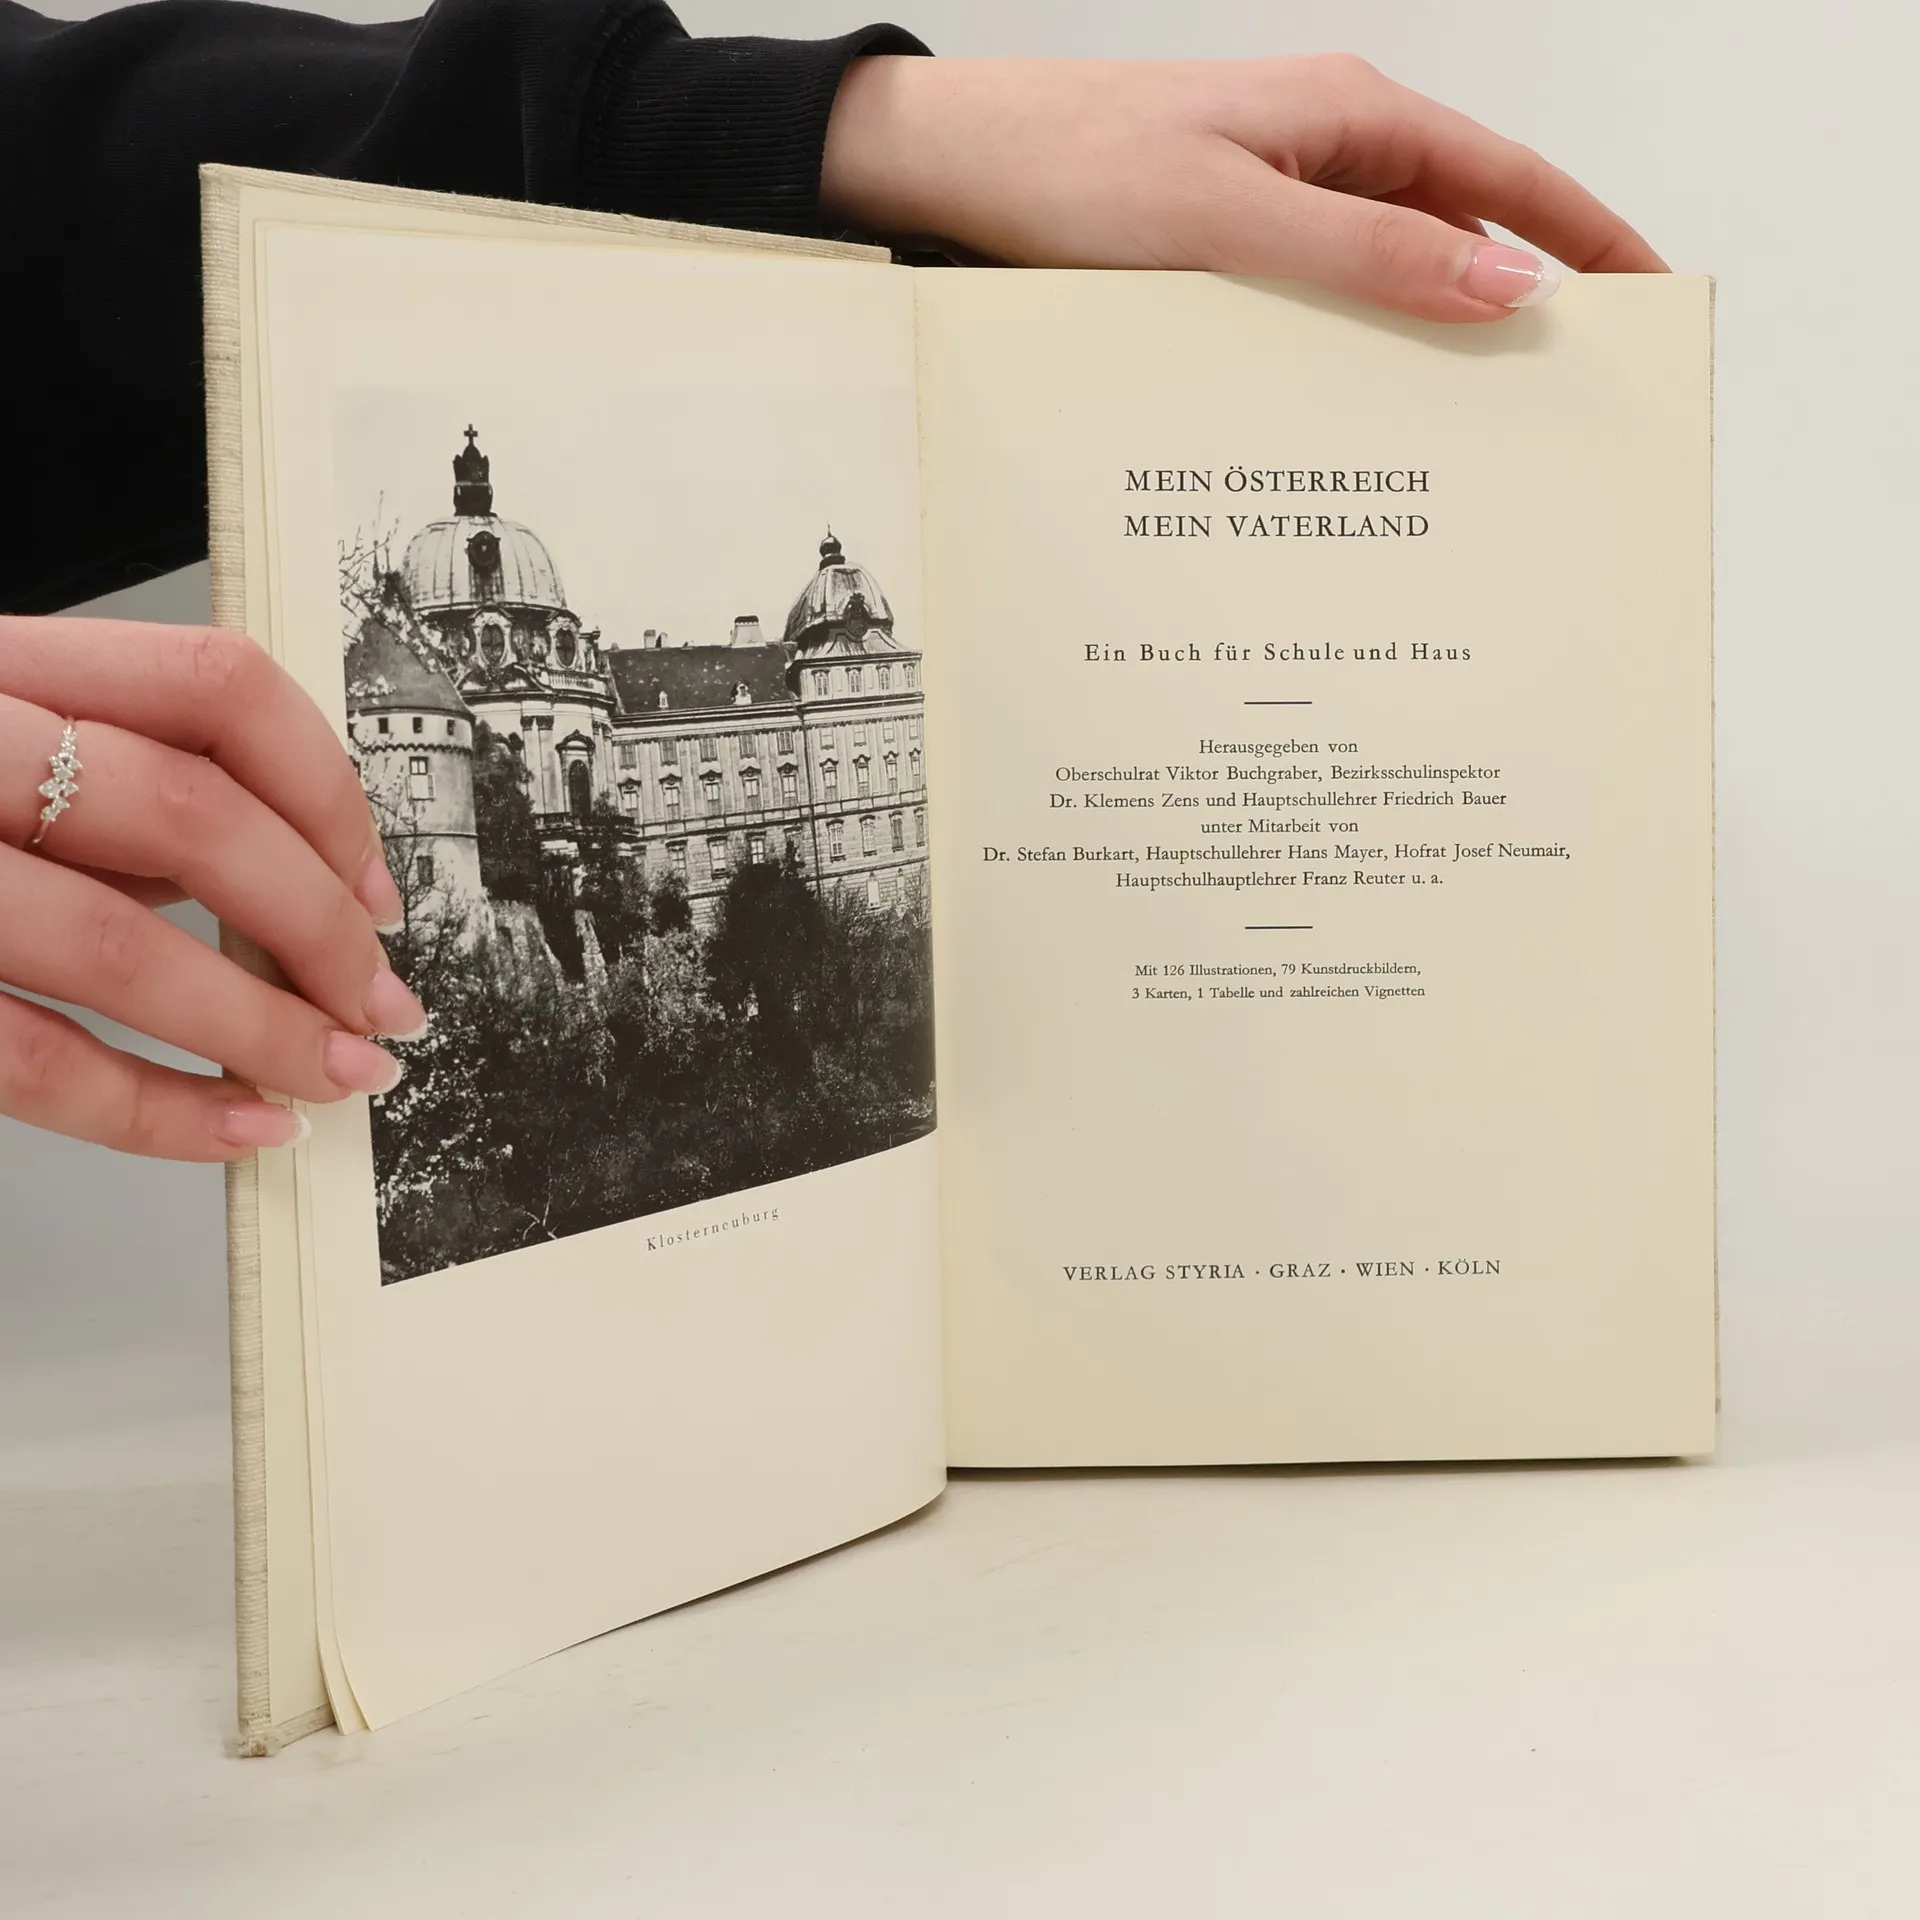 Klosterneuburg
MEIN ÖSTERREICH
MEIN VATERLAND
Ein Buch für Schule und Haus
Herausgegeben von
Oberschulrat Viktor Buchgraber, Bezirksschulinspektor
Dr. Klemens Zens und Hauptschullehrer Friedrich Bauer
unter Mitarbeit von
Dr. Stefan Burkart, Hauptschullehrer Hans Mayer, Hofrat Josef Neumair,
Hauptschulhauptlehrer Franz Reuter u. a.
Mit 126 Illustrationen, 79 Kunstdruckbildern,
3 Karten, 1 Tabelle und zahlreichen Vignetten
VERLAG STYRIA · GRAZ · WIEN · KÖLN